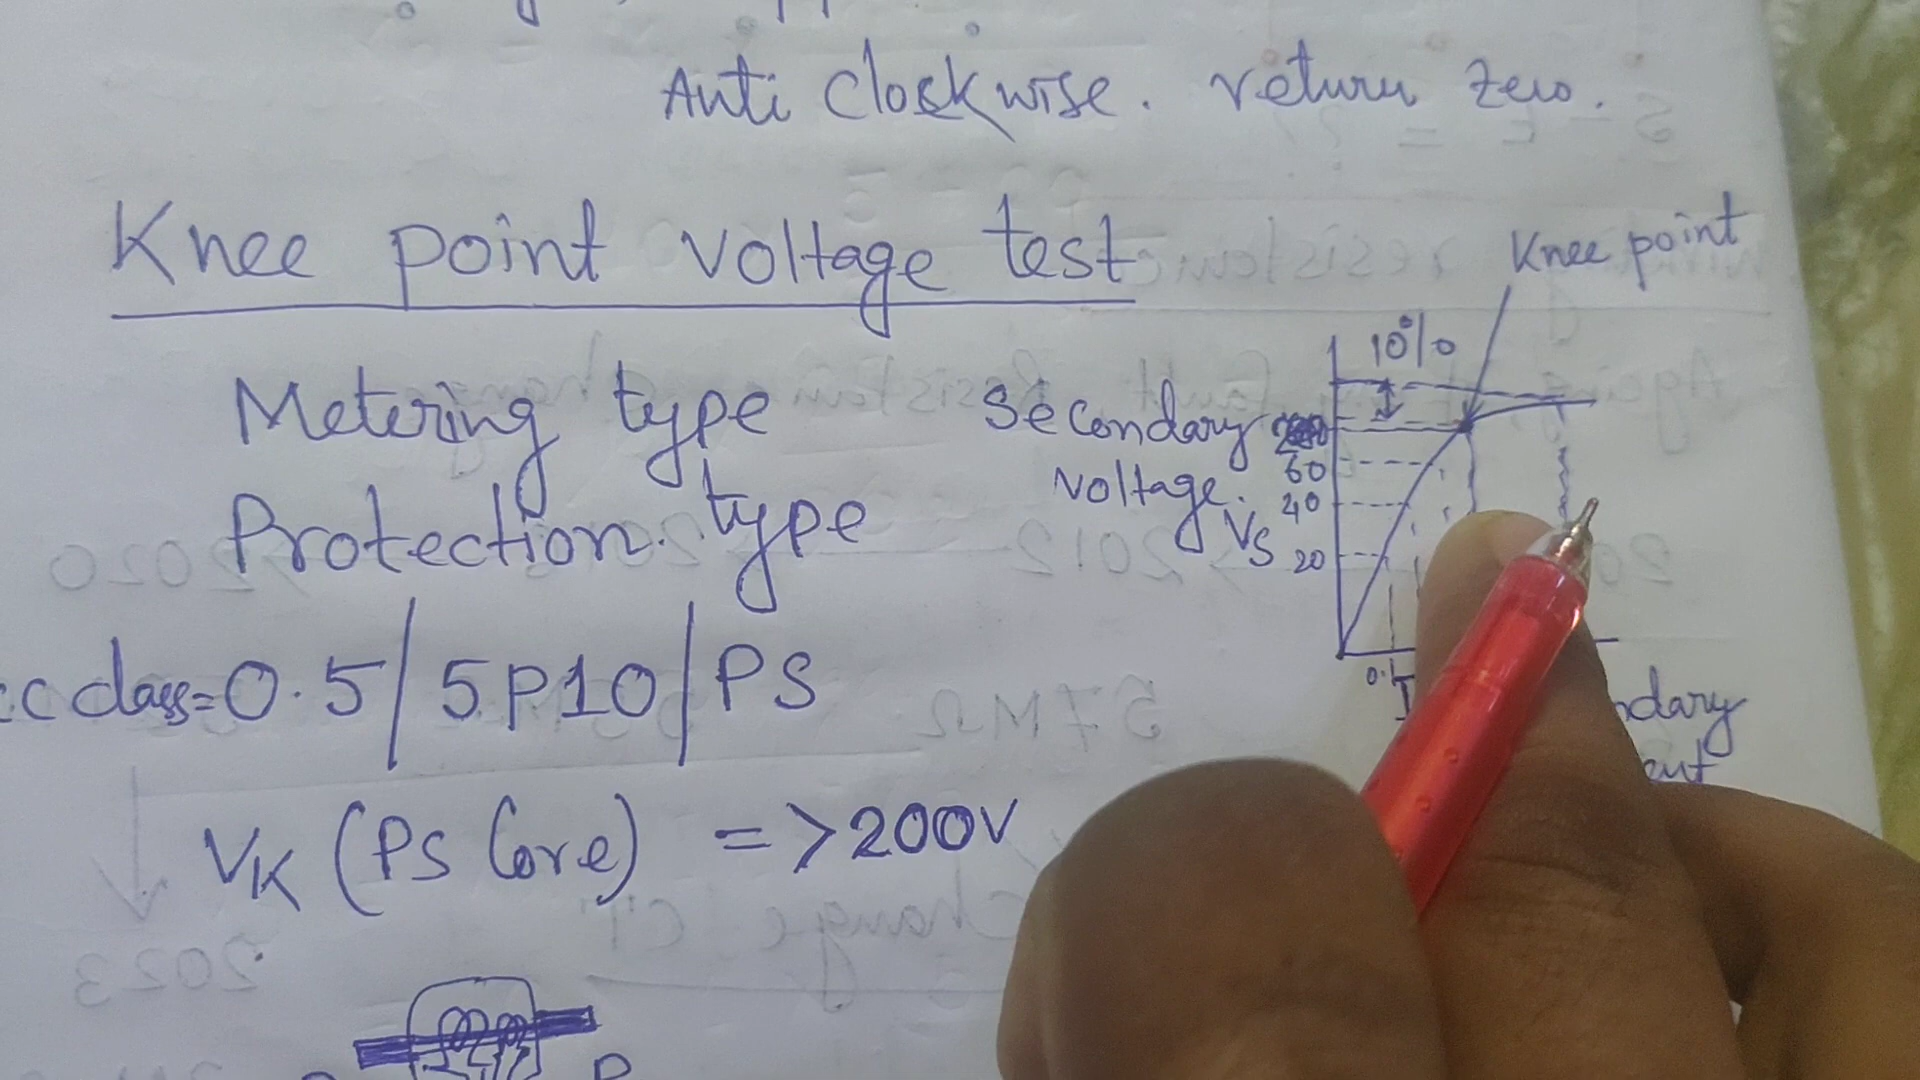 Anti Clockwise. return zero.
Knee point voltage test
Knee point
10%
Metering type
Secondary
Voltage.
Vs
60
40
20
Protection type
class=0.5/5P10/PS
0.1
VK (PS Core) => 200V